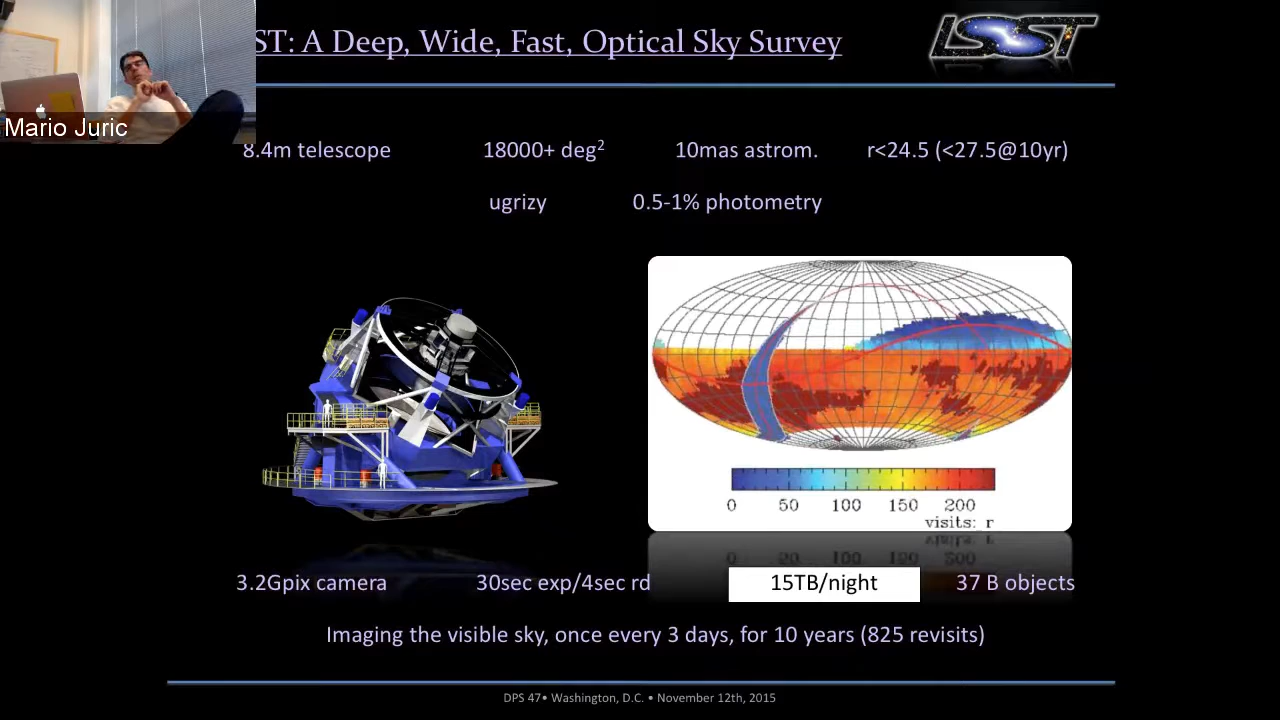 ST: A Deep, Wide, Fast, Optical Sky Survey
LSST
Mario Juric
8.4m telescope 18000+ deg² 10mas astrom. r<24.5 (<27.5@10yr)
ugrizy 0.5-1% photometry
0 50 100 150 200
visits: r
3.2Gpix camera 30sec exp/4sec rd 15TB/night 37 B objects
Imaging the visible sky, once every 3 days, for 10 years (825 revisits)
DPS 47• Washington, D.C. • November 12th, 2015